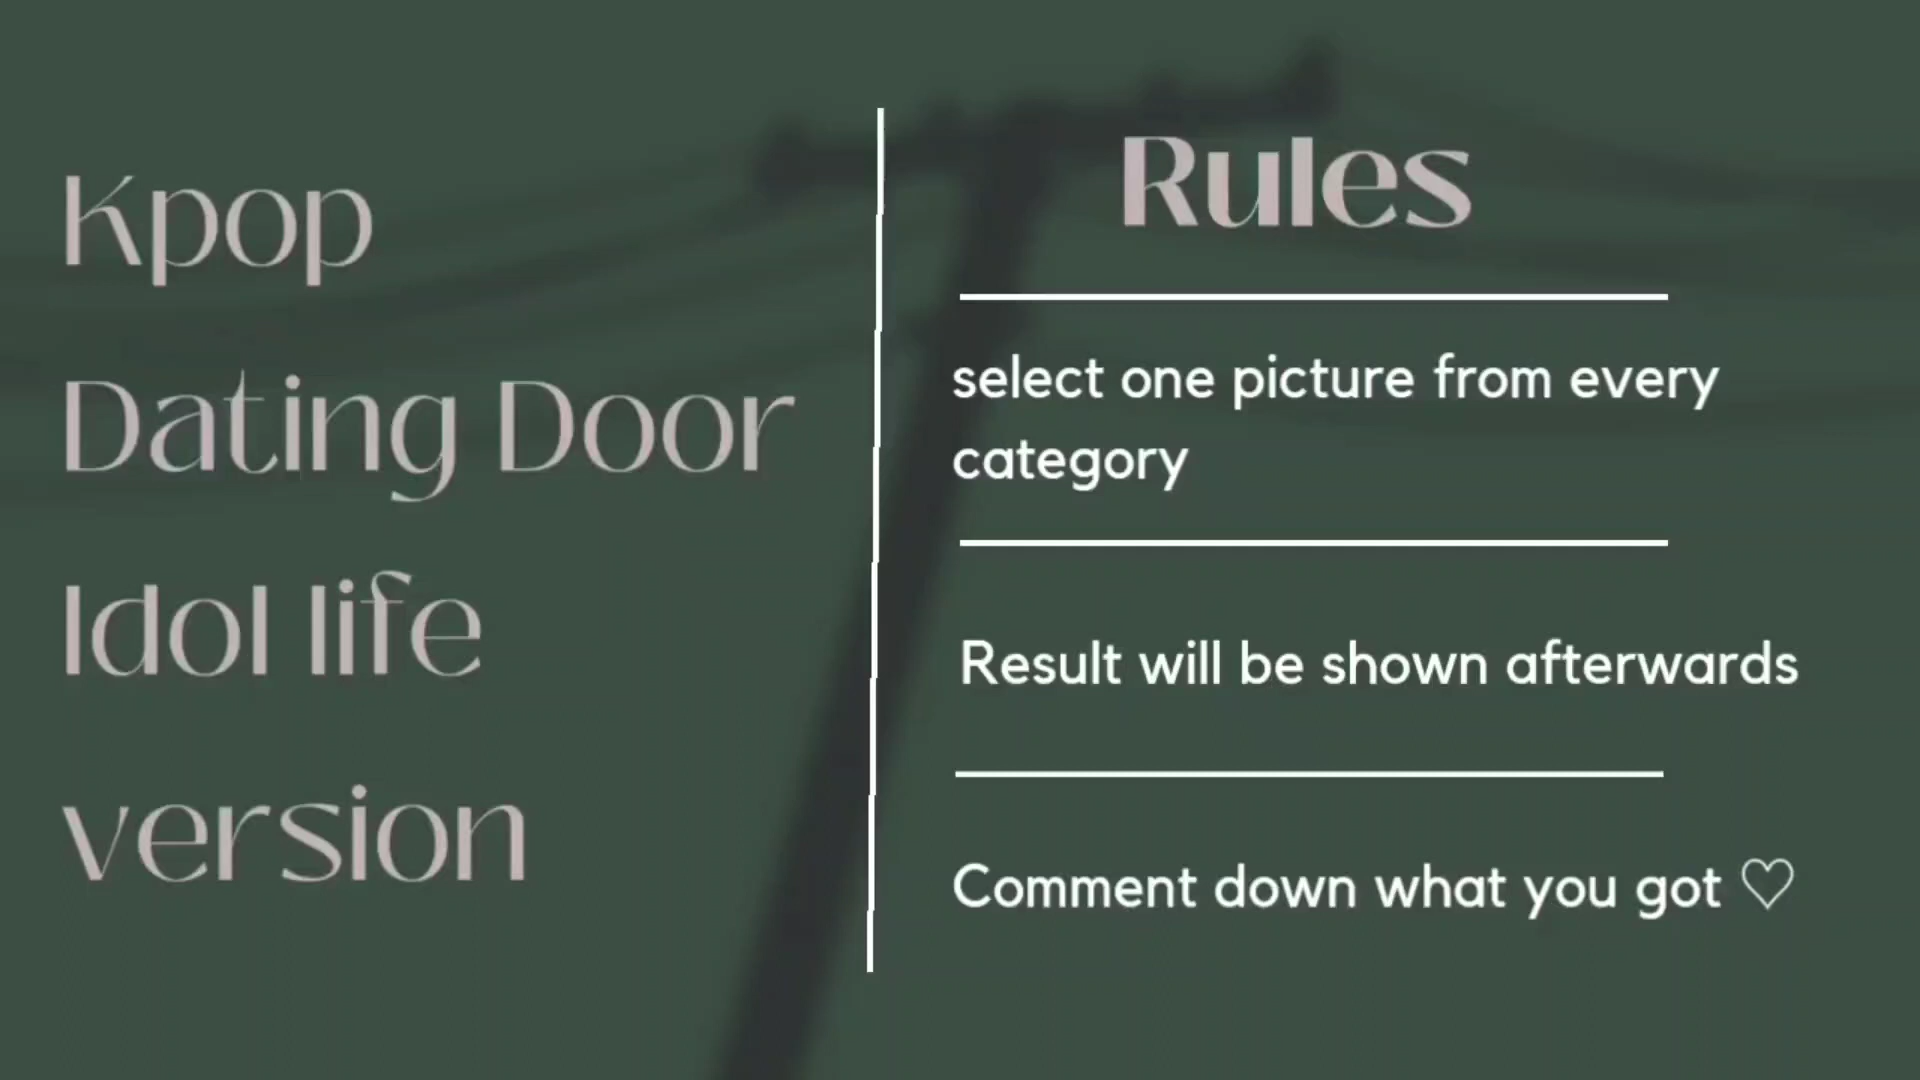 Kpop
Dating Door
Idol life
version
Rules
select one picture from every
category
Result will be shown afterwards
Comment down what you got ♡